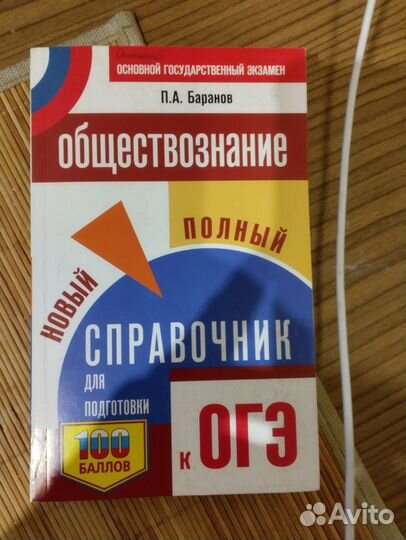 ОСНОВНОЙ ГОСУДАРСТВЕННЫЙ ЭКЗАМЕН
П.А. Баранов
ОБЩЕСТВОЗНАНИЕ
НОВЫЙ
ПОЛНЫЙ
СПРАВОЧНИК
ДЛЯ
ПОДГОТОВКИ
100
БАЛЛОВ
К ОГЭ
Avito